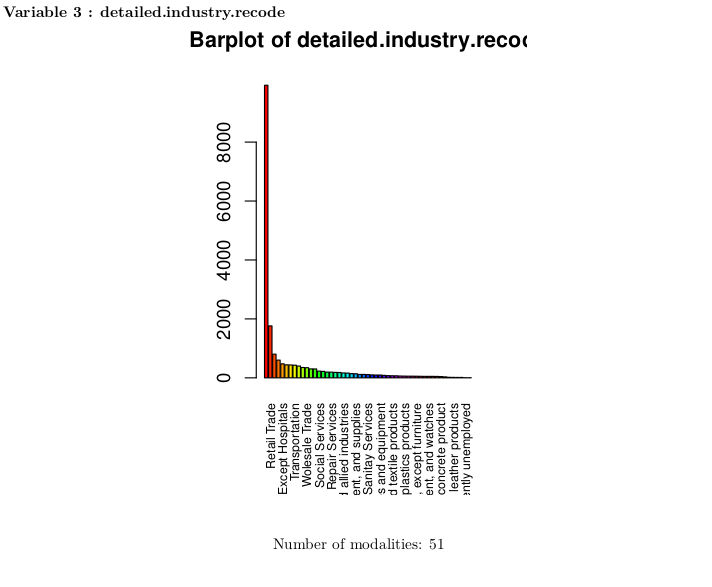 Variable 3 : detailed.industry.recode
Barplot of detailed.industry.reco
8000
6000
4000
2000
0
Retail Trade
Except Hospitals
Transportation
Wolesale Trade
Social Services
Repair Services
allied industries
ent, and supplies
Sanitay Services
s and equipment
d textile products
plastics products
, except furniture
ent, and watches
concrete product
leather products
ently unemployed
Number of modalities: 51